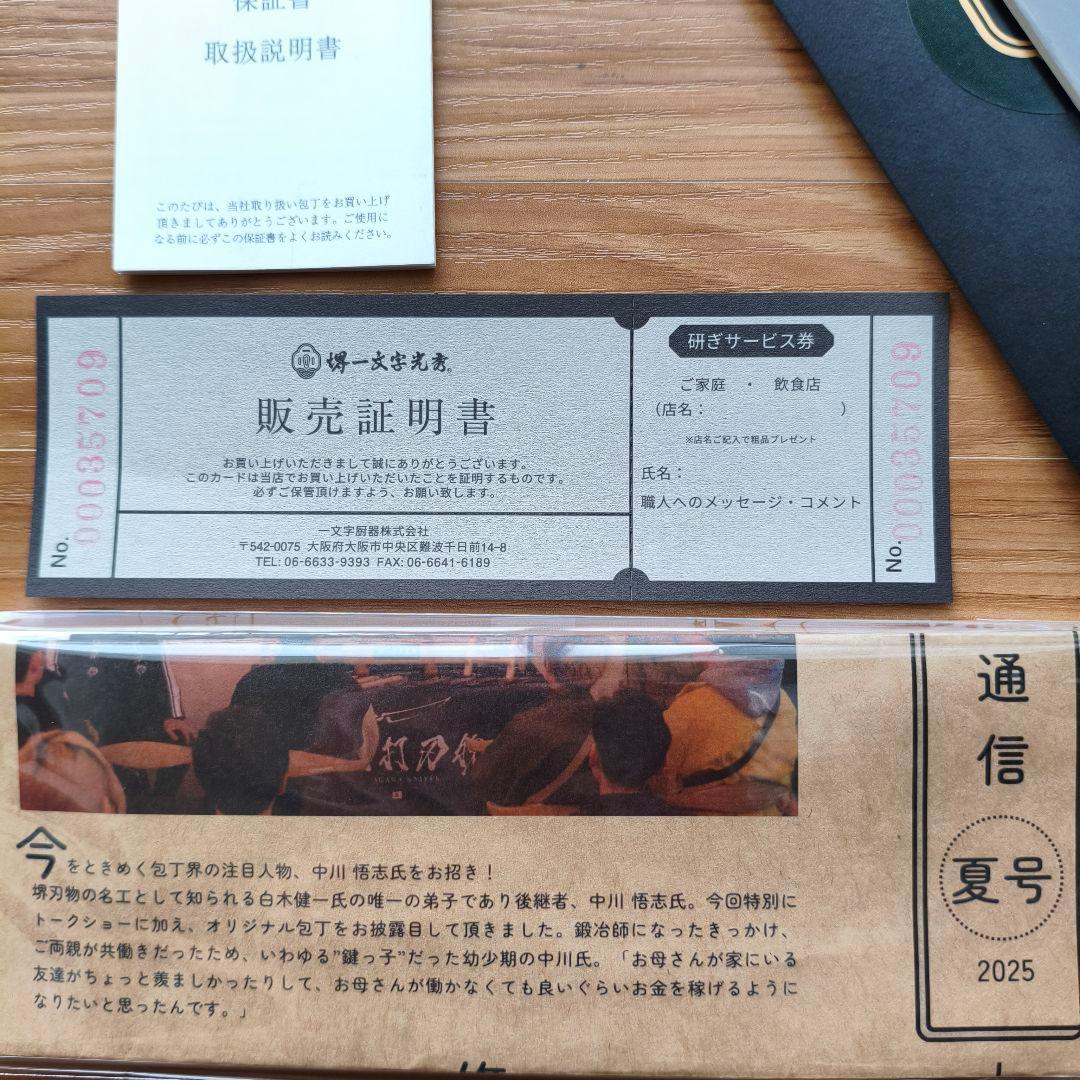 保証書
取扱説明書
このたびは、当社取り扱い包丁をお買い上げ
頂きましてありがとうございます。ご使用に
なる前に必ずこの保証書をよくお読みください。
No. 00035709
堺一文字光秀
販売証明書
お買い上げいただきまして誠にありがとうございます。
このカードは当店でお買い上げいただいたことを証明するものです。
必ずご保管頂けますよう、お願い致します。
一文字厨器株式会社
〒542-0075 大阪府大阪市中央区難波千日前14-8
TEL: 06-6633-9393 FAX: 06-6641-6189
研ぎサービス券
ご家庭 ・ 飲食店
（店名： ）
※店名ご記入で粗品プレゼント
氏名：
職人へのメッセージ・コメント
No. 00035709
打刃
通信
夏号
2025
今をときめく包丁界の注目人物、中川 悟志氏をお招き！
堺刃物の名工として知られる白木健一氏の唯一の弟子であり後継者、中川 悟志氏。今回特別に
トークショーに加え、オリジナル包丁をお披露目して頂きました。鍛冶師になったきっかけ、
ご両親が共働きだったため、いわゆる”鍵っ子”だった幼少期の中川氏。「お母さんが家にいる
友達がちょっと羨ましかったりして、お母さんが働かなくても良いぐらいお金を稼げるように
なりたいと思ったんです。」